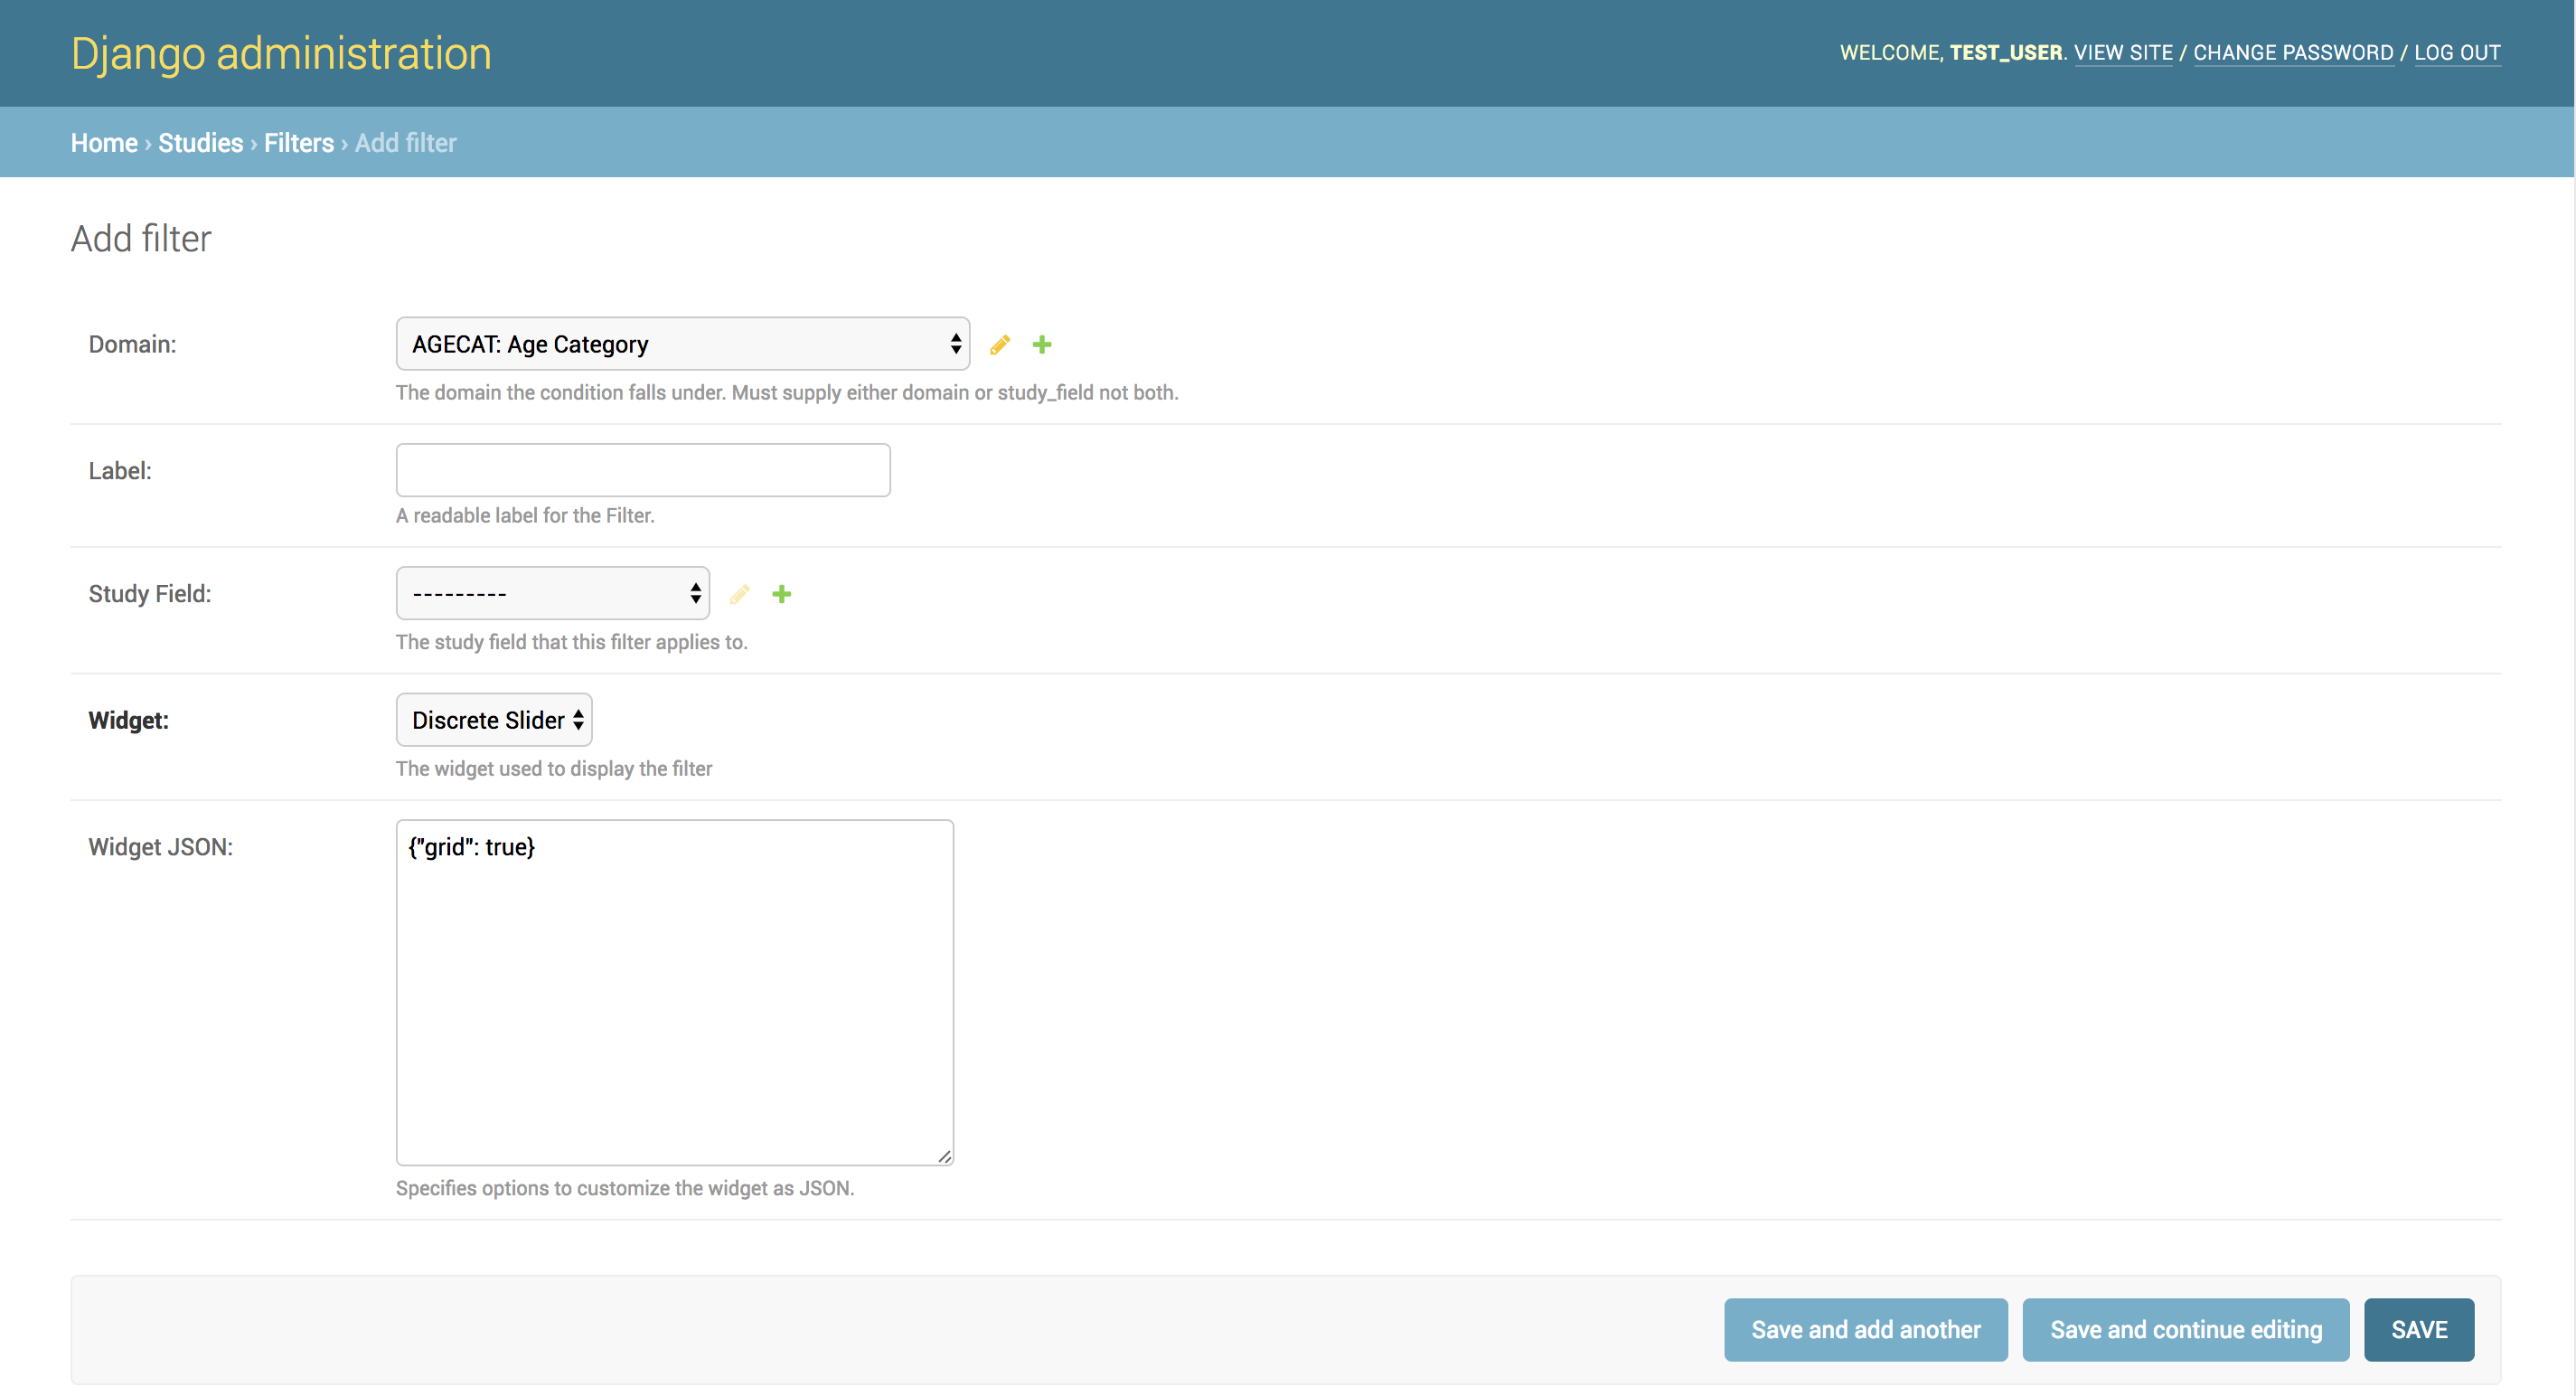 Django administration
WELCOME, TEST_USER. VIEW SITE / CHANGE PASSWORD / LOG OUT
Home › Studies › Filters › Add filter
Add filter
Domain:
AGECAT: Age Category
The domain the condition falls under. Must supply either domain or study_field not both.
Label:
A readable label for the Filter.
Study Field:
---------
The study field that this filter applies to.
Widget:
Discrete Slider
The widget used to display the filter
Widget JSON:
{"grid": true}
Specifies options to customize the widget as JSON.
Save and add another
Save and continue editing
SAVE